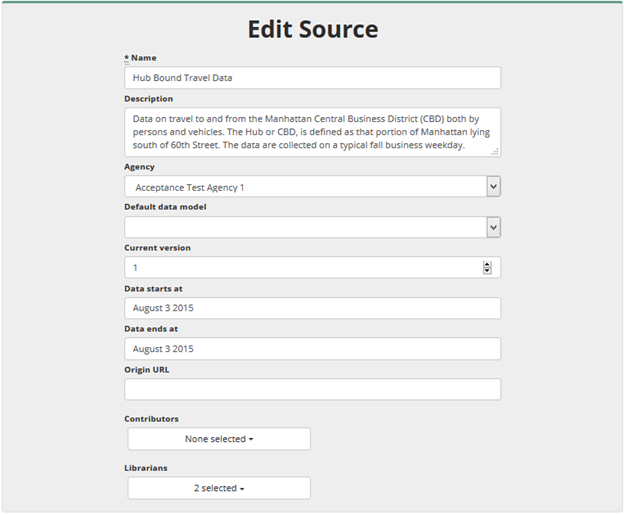 Edit Source
* Name
Hub Bound Travel Data
Description
Data on travel to and from the Manhattan Central Business District (CBD) both by
persons and vehicles. The Hub or CBD, is defined as that portion of Manhattan lying
south of 60th Street. The data are collected on a typical fall business weekday.
Agency
Acceptance Test Agency 1
Default data model
Current version
1
Data starts at
August 3 2015
Data ends at
August 3 2015
Origin URL
Contributors
None selected
Librarians
2 selected